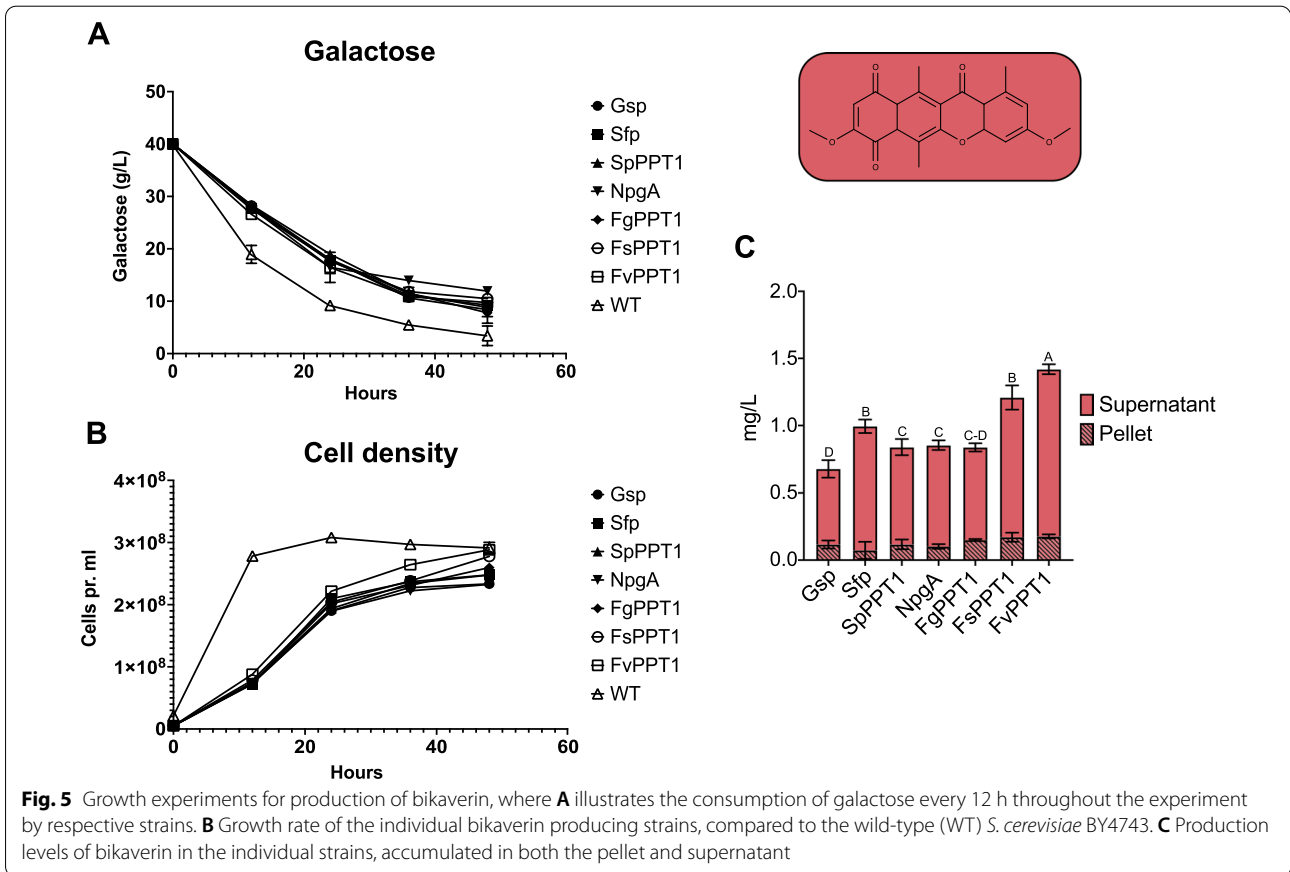 A
Galactose
50
40
30
20
10
0
Galactose (g/L)
0 20 40 60
Hours
Gsp
Sfp
SpPPT1
NpgA
FgPPT1
FsPPT1
FvPPT1
WT
O
O
O
O
O
O
B
Cell density
4×10⁸
3×10⁸
2×10⁸
1×10⁸
0
Cells pr. ml
0 20 40 60
Hours
Gsp
Sfp
SpPPT1
NpgA
FgPPT1
FsPPT1
FvPPT1
WT
C
2.0
1.5
1.0
0.5
0.0
mg/L
D B C C C-D B A
Gsp Sfp SpPPT1 NpgA FgPPT1 FsPPT1 FvPPT1
Supernatant
Pellet
Fig. 5 Growth experiments for production of bikaverin, where A illustrates the consumption of galactose every 12 h throughout the experiment
by respective strains. B Growth rate of the individual bikaverin producing strains, compared to the wild-type (WT) S. cerevisiae BY4743. C Production
levels of bikaverin in the individual strains, accumulated in both the pellet and supernatant